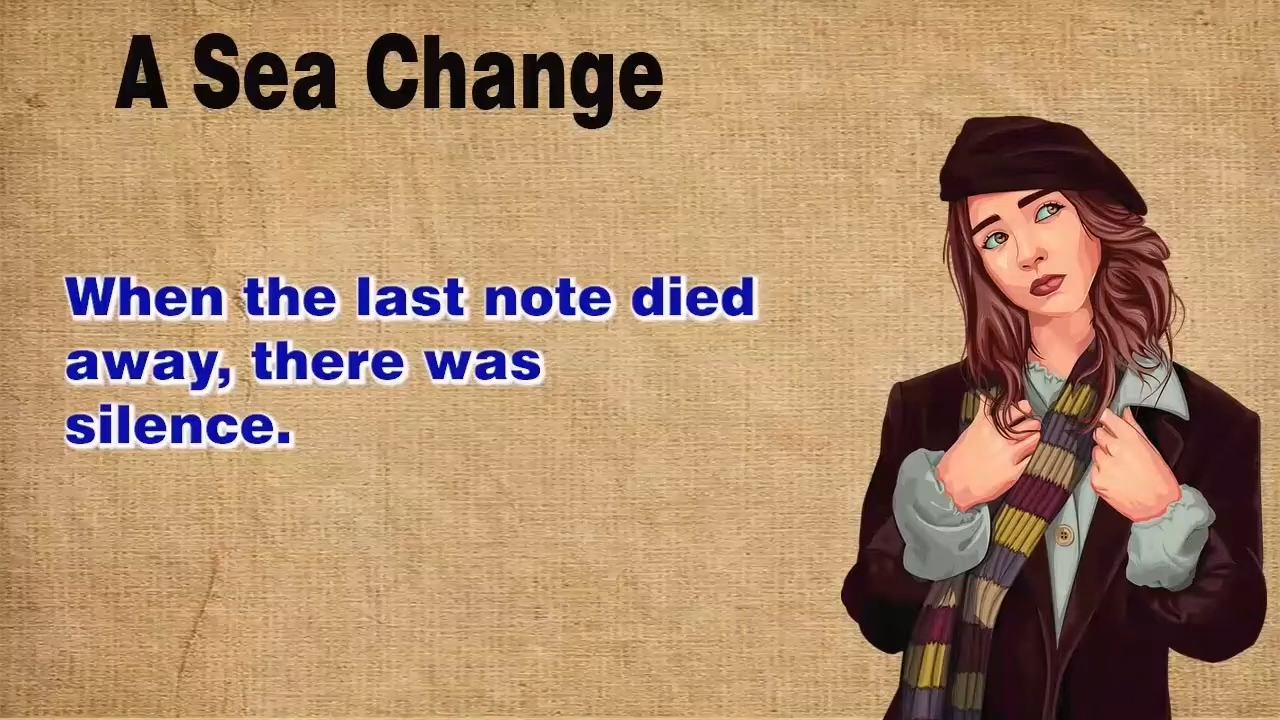 A Sea Change
When the last note died
away, there was
silence.